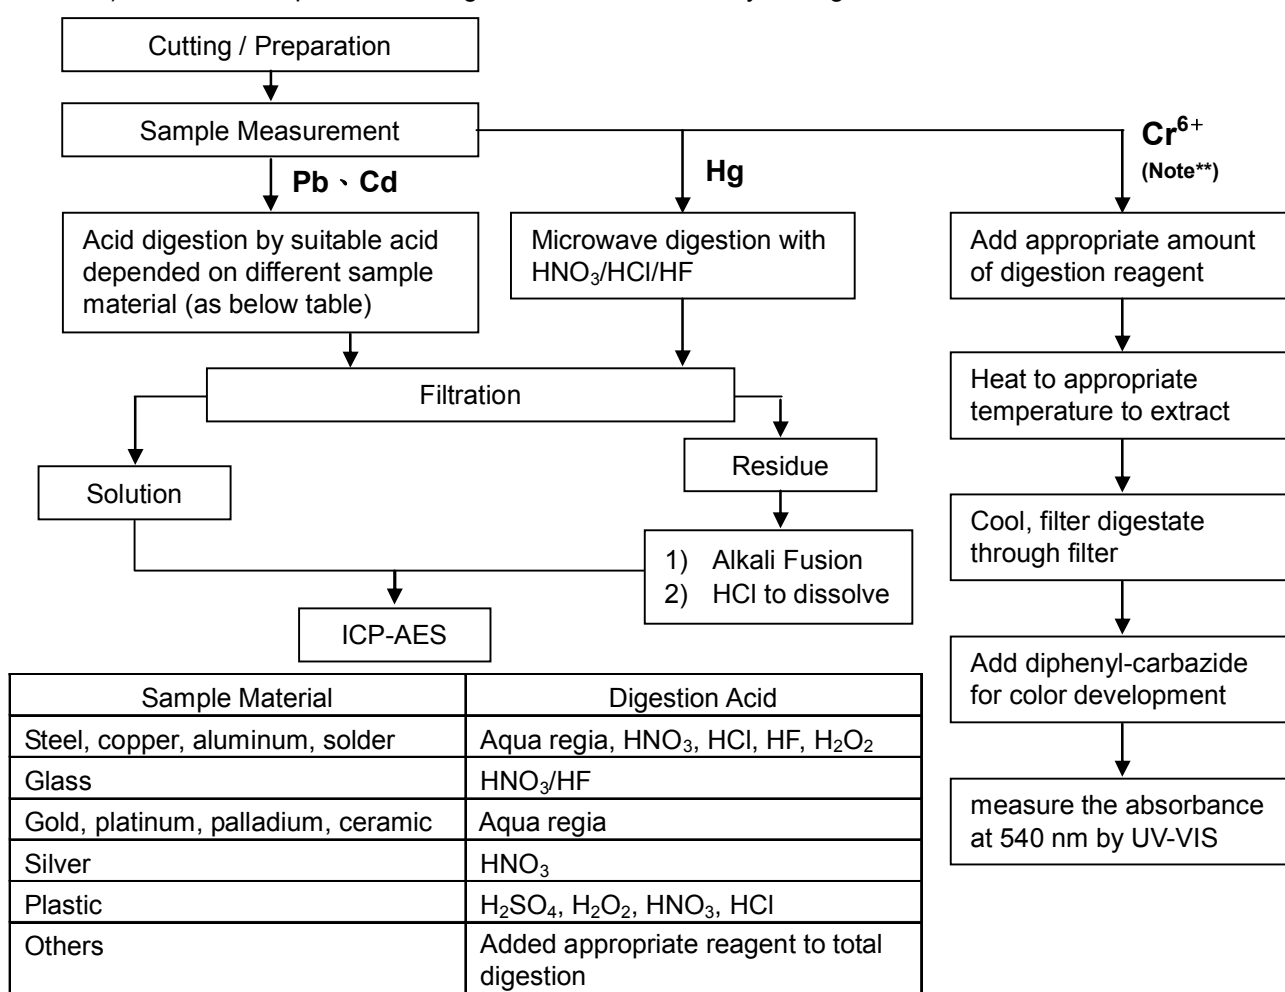 Cutting / Preparation
Sample Measurement
Pb、Cd
Hg
Cr⁶⁺
(Note**)
Acid digestion by suitable acid
depended on different sample
material (as below table)
Microwave digestion with
HNO₃/HCl/HF
Add appropriate amount
of digestion reagent
Filtration
Heat to appropriate
temperature to extract
Solution
Residue
Cool, filter digestate
through filter
1) Alkali Fusion
2) HCl to dissolve
ICP-AES
Add diphenyl-carbazide
for color development
measure the absorbance
at 540 nm by UV-VIS
Sample Material Digestion Acid
Steel, copper, aluminum, solder Aqua regia, HNO₃, HCl, HF, H₂O₂
Glass HNO₃/HF
Gold, platinum, palladium, ceramic Aqua regia
Silver HNO₃
Plastic H₂SO₄, H₂O₂, HNO₃, HCl
Others Added appropriate reagent to total
digestion